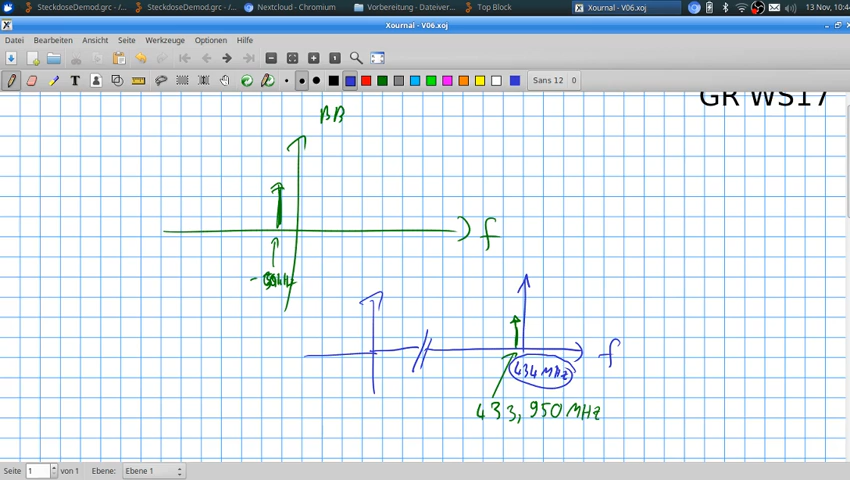 SteckdoseDemod.grc - /...
SteckdoseDemod.grc - /...
Nextcloud - Chromium
Vorbereitung - Dateiver...
Top Block
Xournal - V06.xoj
13 Nov, 10:4
Xournal - V06.xoj
Datei Bearbeiten Ansicht Seite Werkzeuge Optionen Hilfe
T
Sans 12
GR WS17
BB
f
f
434 MHz
433,950 MHz
Seite 1 von 1 Ebene: Ebene 1